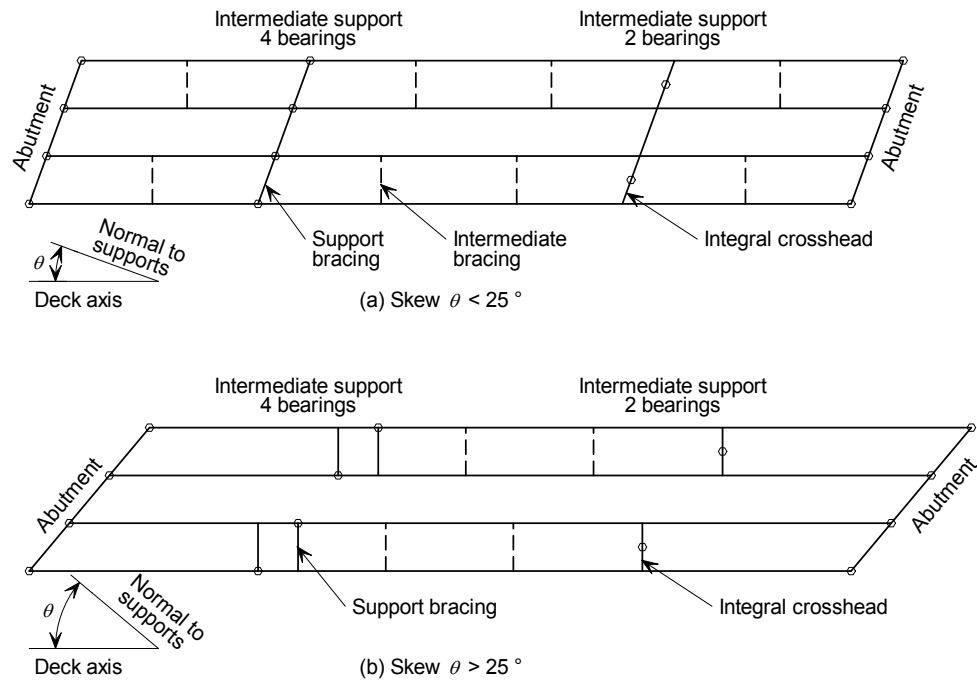 Intermediate support
4 bearings
Intermediate support
2 bearings
Abutment
Abutment
Normal to
supports
θ
Deck axis
Support
bracing
Intermediate
bracing
Integral crosshead
(a) Skew θ < 25 °
Intermediate support
4 bearings
Intermediate support
2 bearings
Abutment
Abutment
Normal to
supports
θ
Deck axis
Support bracing
Integral crosshead
(b) Skew θ > 25 °